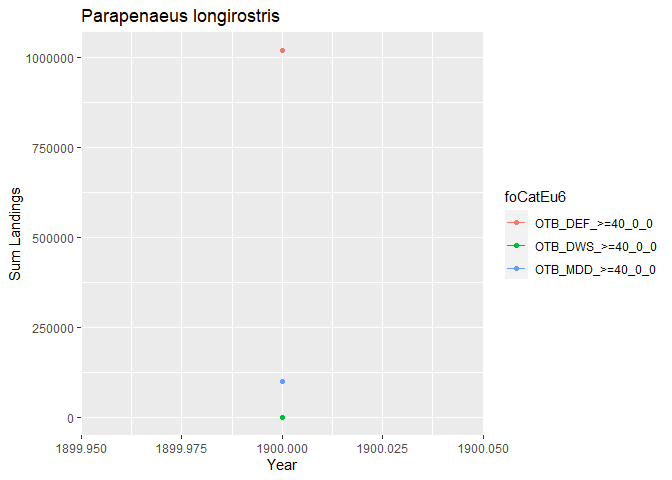 Parapenaeus longirostris
1000000
750000
500000
250000
0
Sum Landings
1899.950
1899.975
1900.000
1900.025
1900.050
Year
foCatEu6
OTB_DEF_>=40_0_0
OTB_DWS_>=40_0_0
OTB_MDD_>=40_0_0